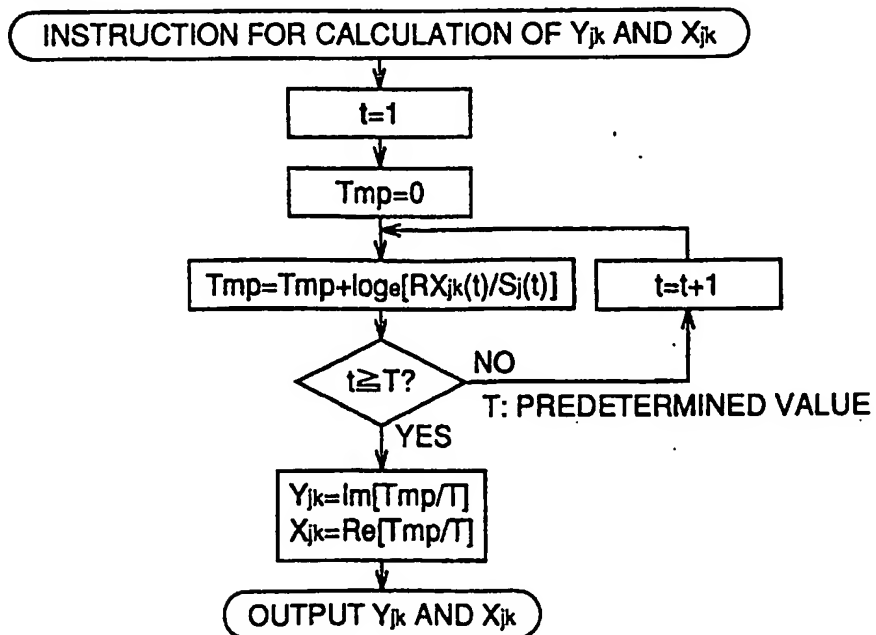 INSTRUCTION FOR CALCULATION OF Yjk AND Xjk
t=1
Tmp=0
Tmp=Tmp+loge[RXjk(t)/Sj(t)]
t=t+1
t≧T?
NO
T: PREDETERMINED VALUE
YES
Yjk=Im[Tmp/T]
Xjk=Re[Tmp/T]
OUTPUT Yjk AND Xjk